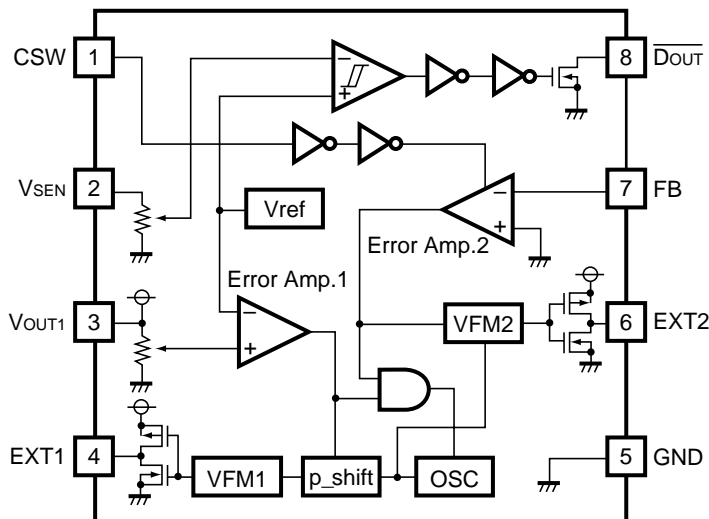 CSW 1
8 DOUT
VSEN 2
7 FB
Vref
− +
− +
Error Amp.2
Error Amp.1
VOUT1 3
− +
VFM2
6 EXT2
EXT1 4
VFM1
p_shift
OSC
5 GND